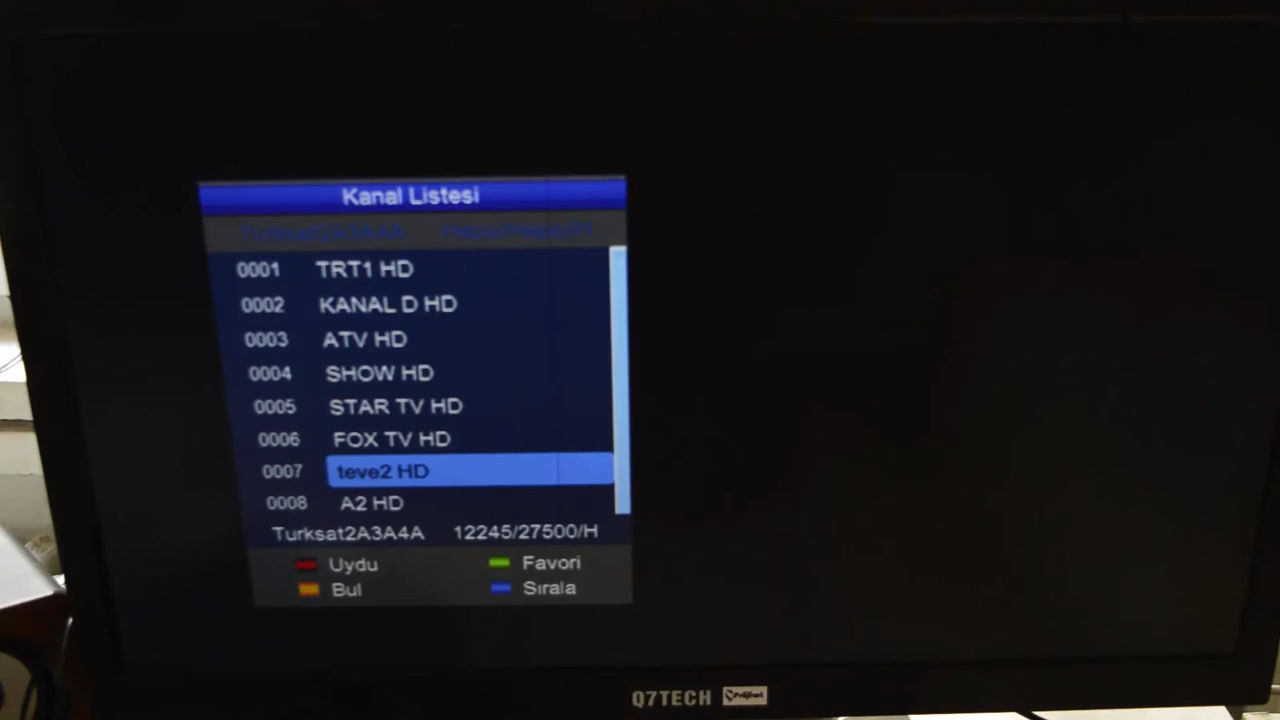 Kanal Listesi
Turksat2A3A4A
0001 TRT1 HD
0002 KANAL D HD
0003 ATV HD
0004 SHOW HD
0005 STAR TV HD
0006 FOX TV HD
0007 teve2 HD
0008 A2 HD
Turksat2A3A4A 12245/27500/H
Uydu Favori
Bul Sırala
Q7TECH